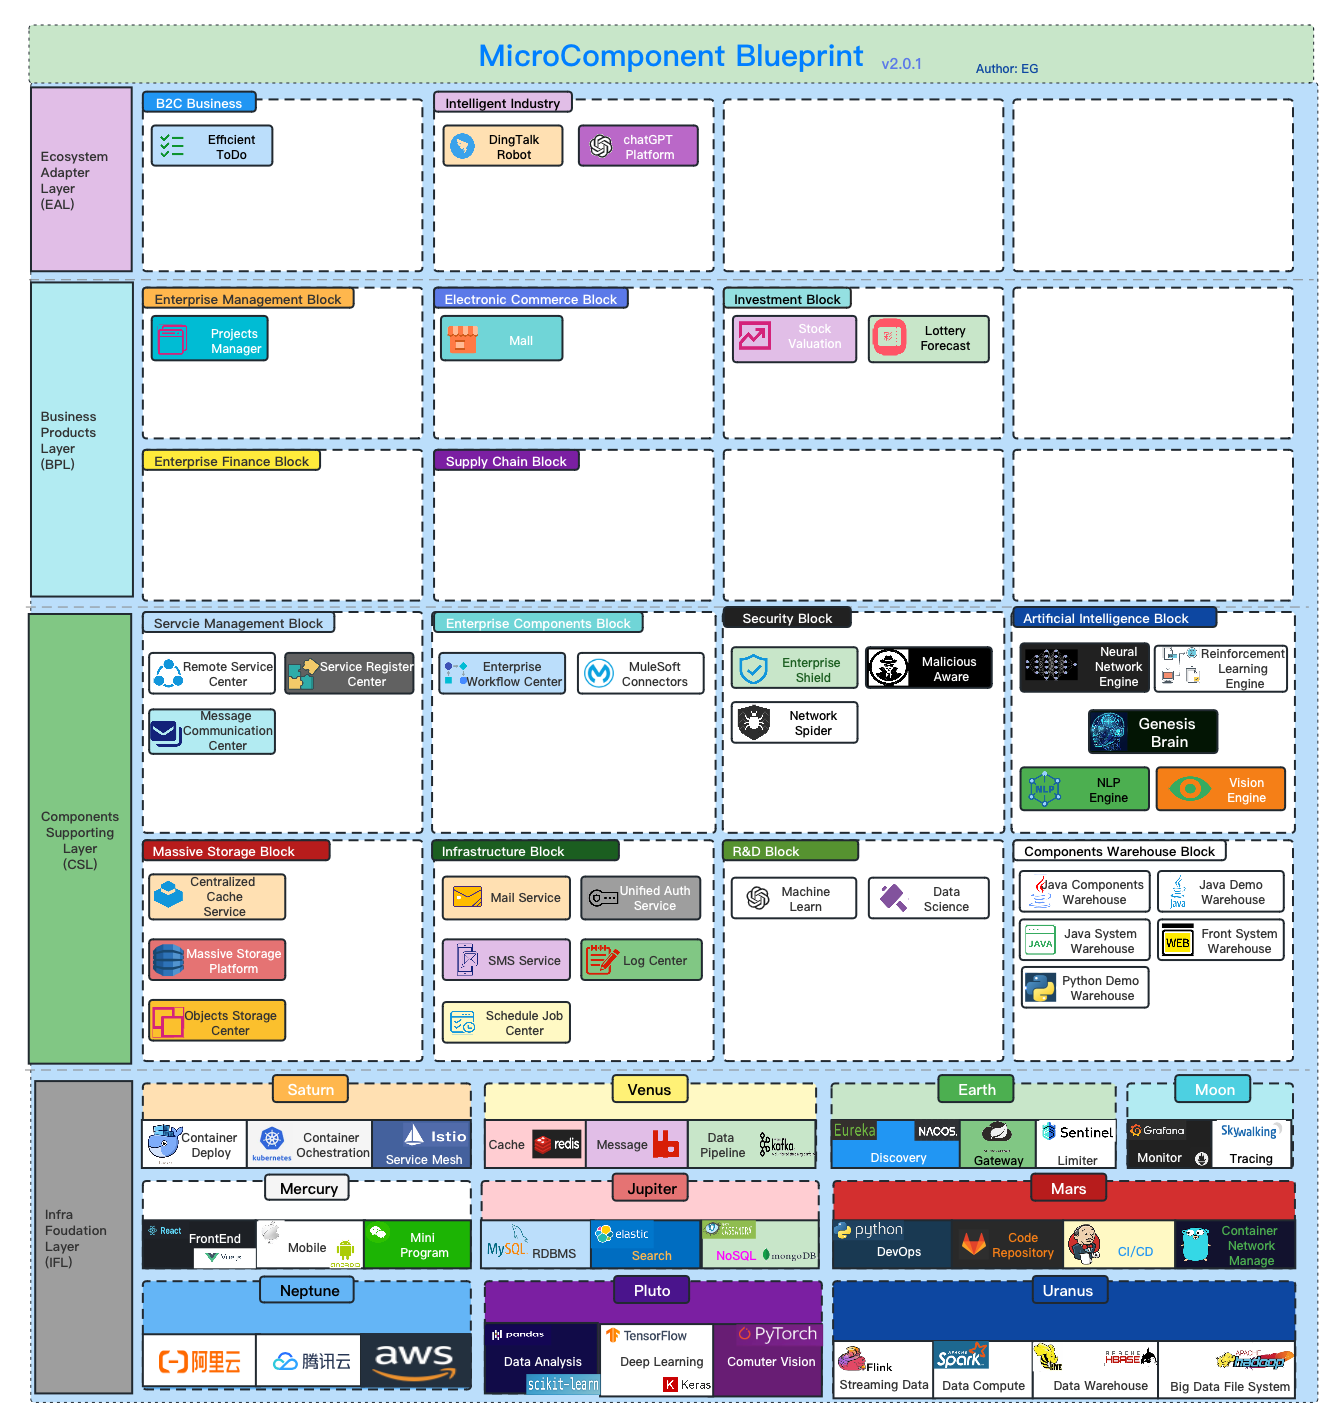 MicroComponent Blueprint v2.0.1 Author: EG
Ecosystem
Adapter
Layer
(EAL)
B2C Business
Efficient
ToDo
Intelligent Industry
DingTalk
Robot
chatGPT
Platform
Business
Products
Layer
(BPL)
Enterprise Management Block
Projects
Manager
Electronic Commerce Block
Mall
Investment Block
Stock
Valuation
Lottery
Forecast
Enterprise Finance Block
Supply Chain Block
Components
Supporting
Layer
(CSL)
Servcie Management Block
Remote Service
Center
Service Register
Center
Message
Communication
Center
Enterprise Components Block
Enterprise
Workflow Center
MuleSoft
Connectors
Security Block
Enterprise
Shield
Malicious
Aware
Network
Spider
Artificial Intelligence Block
Neural
Network
Engine
Reinforcement
Learning
Engine
Genesis
Brain
NLP
NLP
Engine
Vision
Engine
Massive Storage Block
Centralized
Cache
Service
Massive Storage
Platform
Objects Storage
Center
Infrastructure Block
Mail Service
Unified Auth
Service
SMS Service
Log Center
Schedule Job
Center
R&D Block
Machine
Learn
Data
Science
Components Warehouse Block
Java Components
Warehouse
Java
Java Demo
Warehouse
JAVA
Java System
Warehouse
WEB
Front System
Warehouse
Python Demo
Warehouse
Infra
Foudation
Layer
(IFL)
Saturn
Container
Deploy
kubernetes
Container
Ochestration
Istio
Service Mesh
Venus
Cache
redis
Message
Data
Pipeline
kafka
Earth
Eureka
NACOS.
Discovery
Gateway
Sentinel
Limiter
Moon
Grafana
Monitor
Skywalking
Tracing
Mercury
React
FrontEnd
Vue.js
Mobile
ANDROID
Mini
Program
Jupiter
MySQL
RDBMS
elastic
Search
NoSQL
mongoDB
Mars
python
DevOps
Code
Repository
CI/CD
Container
Network
Manage
Neptune
阿里云
腾讯云
aws
Pluto
pandas
Data Analysis
scikit-learn
TensorFlow
Deep Learning
K Keras
PyTorch
Comuter Vision
Uranus
Flink
Streaming Data
APACHE
Spark
Data Compute
HIVE
APACHE
HBASE
Data Warehouse
APACHE
hadoop
Big Data File System